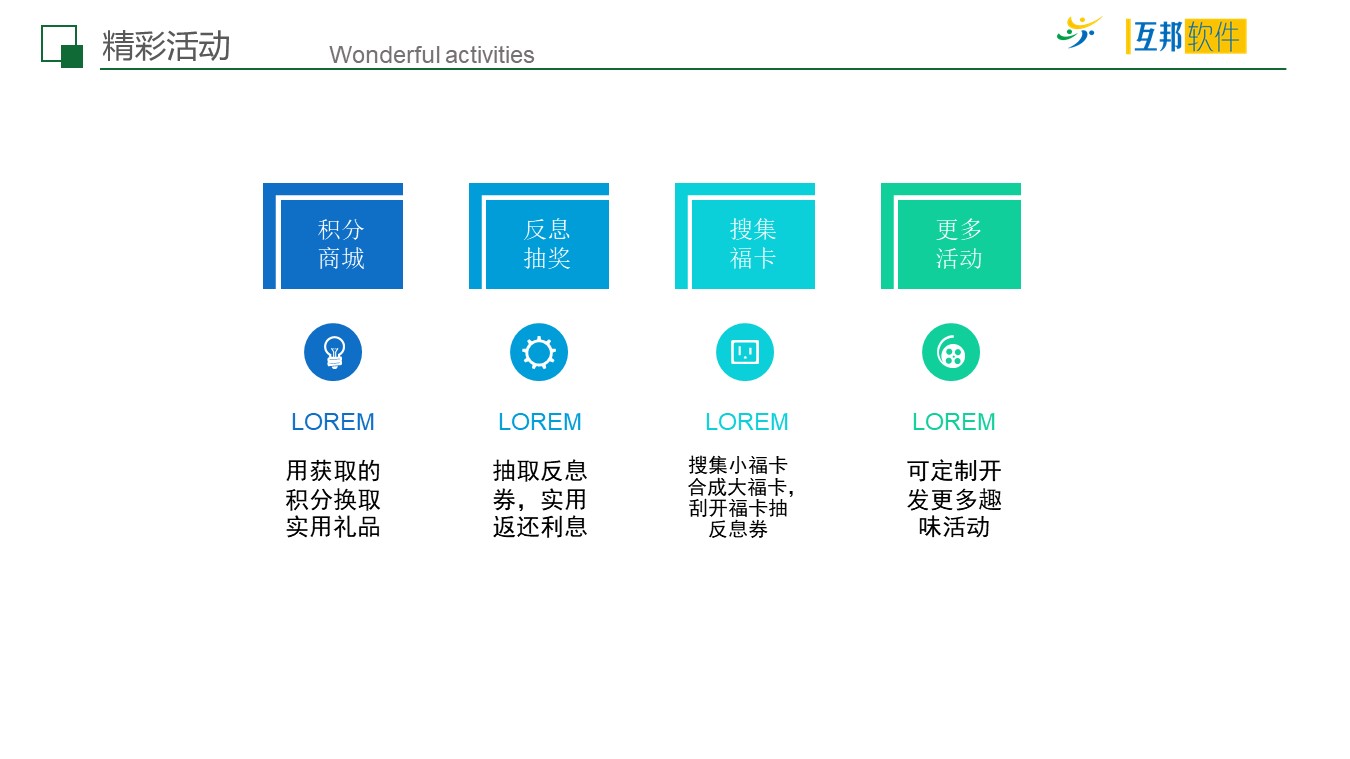 精彩活动
Wonderful activities
互邦软件
积分
商城
反息
抽奖
搜集
福卡
更多
活动
LOREM
LOREM
LOREM
LOREM
用获取的
积分换取
实用礼品
抽取反息
券，实用
返还利息
搜集小福卡
合成大福卡，
刮开福卡抽
反息券
可定制开
发更多趣
味活动